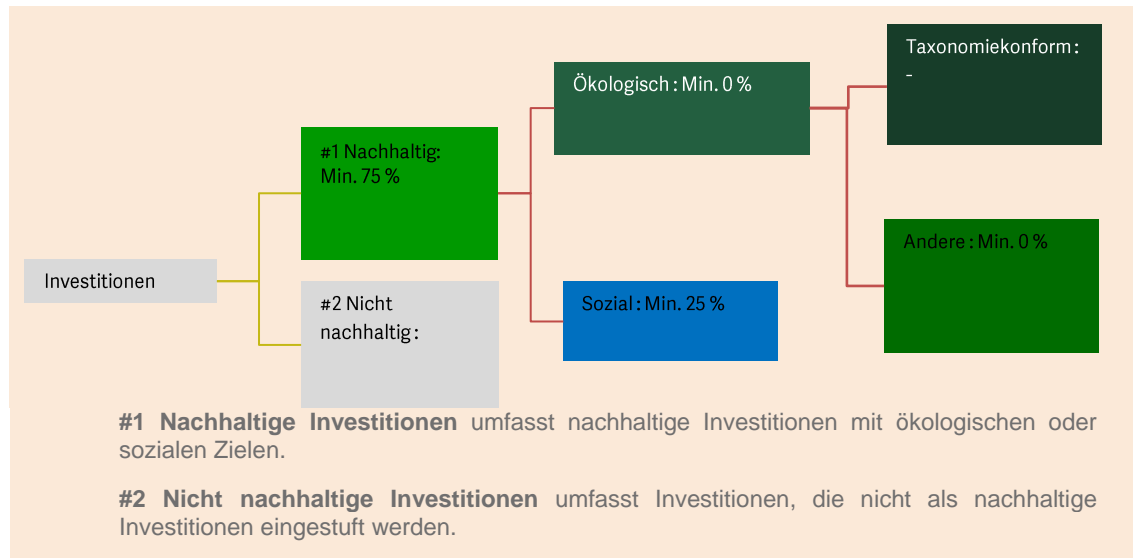 Taxonomiekonform:
-
Ökologisch: Min. 0 %
#1 Nachhaltig:
Min. 75 %
Andere: Min. 0 %
Investitionen
#2 Nicht
nachhaltig:
Sozial: Min. 25 %
#1 Nachhaltige Investitionen umfasst nachhaltige Investitionen mit ökologischen oder
sozialen Zielen.
#2 Nicht nachhaltige Investitionen umfasst Investitionen, die nicht als nachhaltige
Investitionen eingestuft werden.